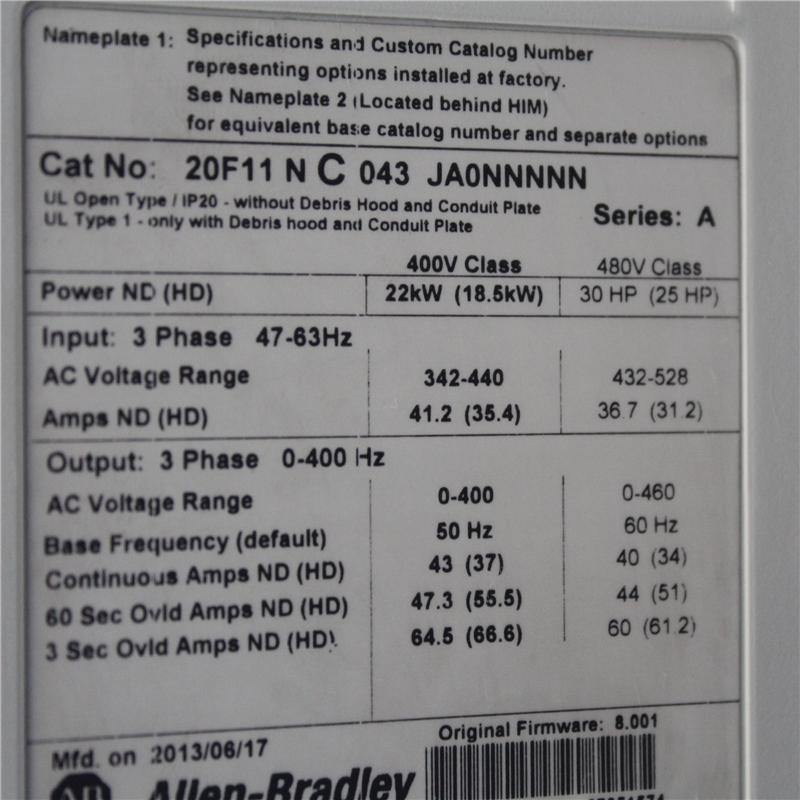 Nameplate 1: Specifications and Custom Catalog Number
representing options installed at factory.
See Nameplate 2 (Located behind HIM)
for equivalent base catalog number and separate options
Cat No: 20F11 N C 043 JA0NNNNN
UL Open Type / IP20 - without Debris Hood and Conduit Plate
UL Type 1 - only with Debris hood and Conduit Plate
Series: A
400V Class 480V Class
Power ND (HD) 22kW (18.5kW) 30 HP (25 HP)
Input: 3 Phase 47-63Hz
AC Voltage Range 342-440 432-528
Amps ND (HD) 41.2 (35.4) 36.7 (31.2)
Output: 3 Phase 0-400 Hz
AC Voltage Range 0-400 0-460
Base Frequency (default) 50 Hz 60 Hz
Continuous Amps ND (HD) 43 (37) 40 (34)
60 Sec Ovld Amps ND (HD) 47.3 (55.5) 44 (51)
3 Sec Ovld Amps ND (HD) 64.5 (66.6) 60 (61.2)
Original Firmware: 8.001
Mfd. on 2013/06/17
AB Allen-Bradley